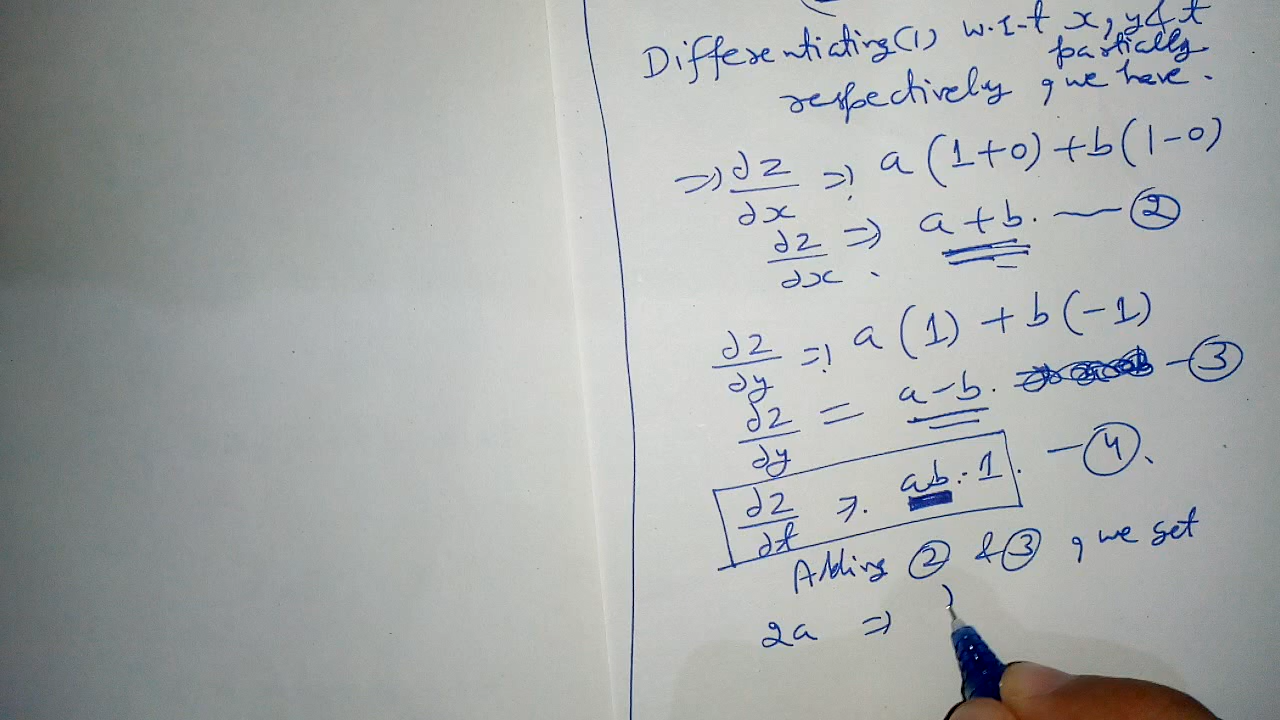 Differentiating (1) w.r.t x, y & t
partially
respectively, we have.
=> ∂z/∂x => a(1+0)+b(1-0)
∂z/∂x => a+b. — ②
∂z/∂y => a(1)+b(-1)
∂z/∂y = a-b. — ③
∂z/∂t => ab.1. — ④.
Adding ② & ③, we get
2a =>